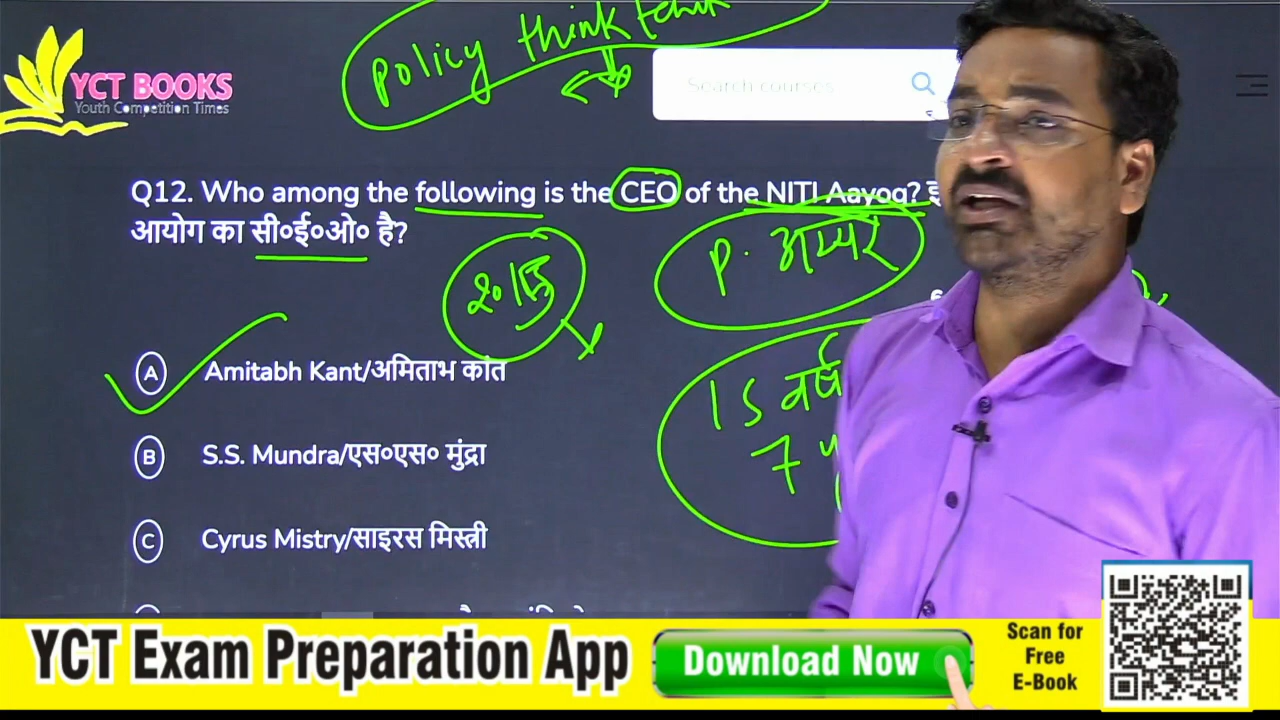 policy think
YCT BOOKS
Youth Competition Times
Search courses
Q12. Who among the following is the CEO of the NITI Aayog?
आयोग का सी०ई०ओ० है?
P. अय्यर
15 वर्ष
7
A Amitabh Kant/अमिताभ कांत
B S.S. Mundra/एस०एस० मुंद्रा
C Cyrus Mistry/साइरस मिस्त्री
YCT Exam Preparation App
Download Now
Scan for
Free
E-Book